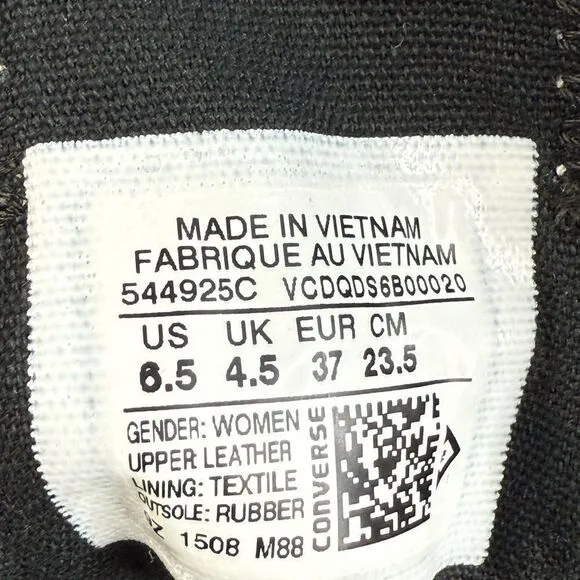 MADE IN VIETNAM
FABRIQUE AU VIETNAM
544925C VCDQDS6B00020
US UK EUR CM
6.5 4.5 37 23.5
GENDER: WOMEN
UPPER LEATHER
LINING: TEXTILE
OUTSOLE: RUBBER
1508 M88
CONVERSE